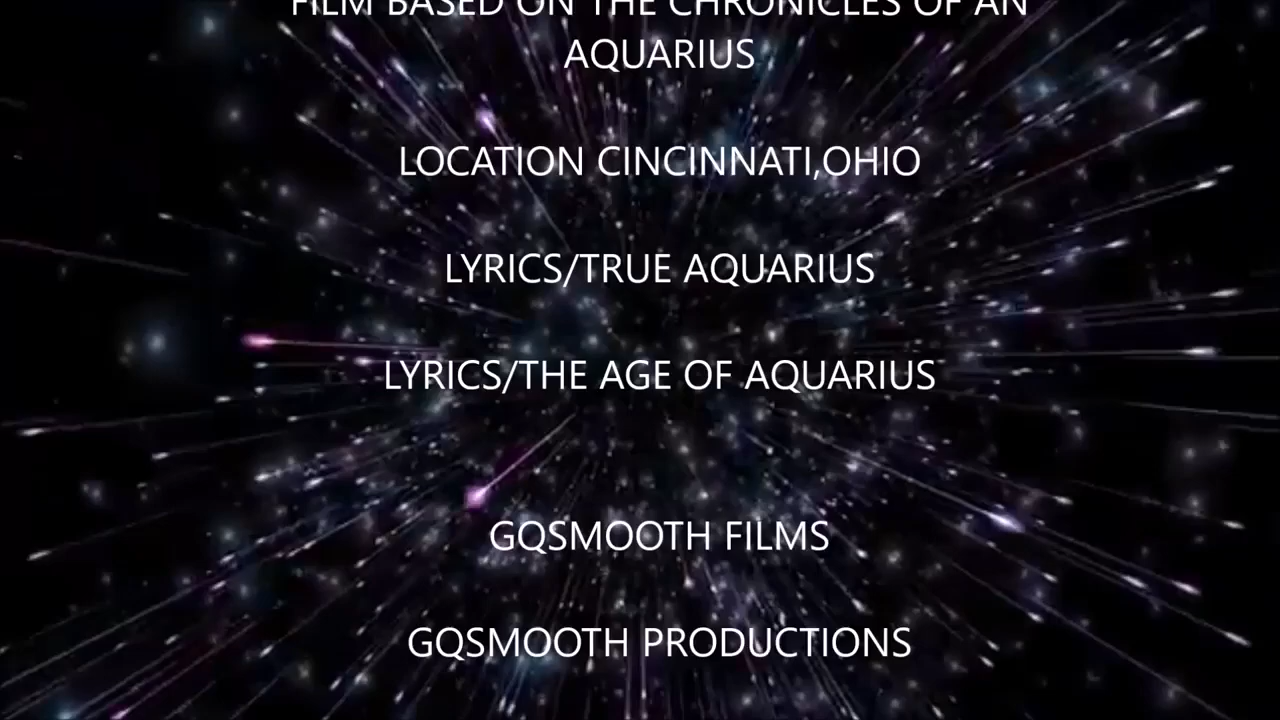 FILM BASED ON THE CHRONICLES OF AN
AQUARIUS
LOCATION CINCINNATI,OHIO
LYRICS/TRUE AQUARIUS
LYRICS/THE AGE OF AQUARIUS
GQSMOOTH FILMS
GQSMOOTH PRODUCTIONS